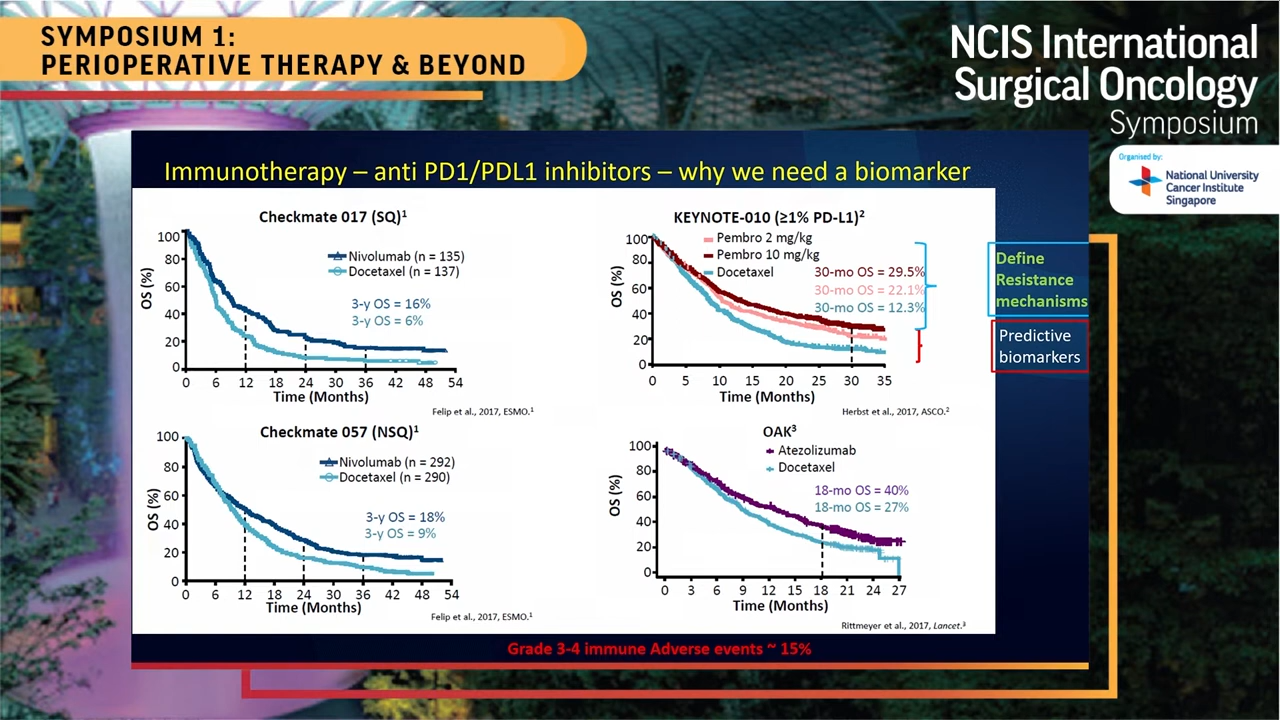 SYMPOSIUM 1:
PERIOPERATIVE THERAPY & BEYOND
NCIS International
Surgical Oncology
Symposium
Organised by:
National University
Cancer Institute
Singapore
Immunotherapy – anti PD1/PDL1 inhibitors – why we need a biomarker
Checkmate 017 (SQ)¹
OS (%)
100
80
60
40
20
0
Nivolumab (n = 135)
Docetaxel (n = 137)
3-y OS = 16%
3-y OS = 6%
0 6 12 18 24 30 36 42 48 54
Time (Months)
Felip et al., 2017, ESMO.¹
KEYNOTE-010 (≥1% PD-L1)²
OS (%)
100
80
60
40
20
0
Pembro 2 mg/kg
Pembro 10 mg/kg
Docetaxel
30-mo OS = 29.5%
30-mo OS = 22.1%
30-mo OS = 12.3%
0 5 10 15 20 25 30 35
Time (Months)
Herbst et al., 2017, ASCO.²
Define
Resistance
mechanisms
Predictive
biomarkers
Checkmate 057 (NSQ)¹
OS (%)
100
80
60
40
20
0
Nivolumab (n = 292)
Docetaxel (n = 290)
3-y OS = 18%
3-y OS = 9%
0 6 12 18 24 30 36 42 48 54
Time (Months)
Felip et al., 2017, ESMO.¹
OAK³
OS (%)
100
80
60
40
20
0
Atezolizumab
Docetaxel
18-mo OS = 40%
18-mo OS = 27%
0 3 6 9 12 15 18 21 24 27
Time (Months)
Rittmeyer et al., 2017, Lancet.³
Grade 3-4 immune Adverse events ~ 15%